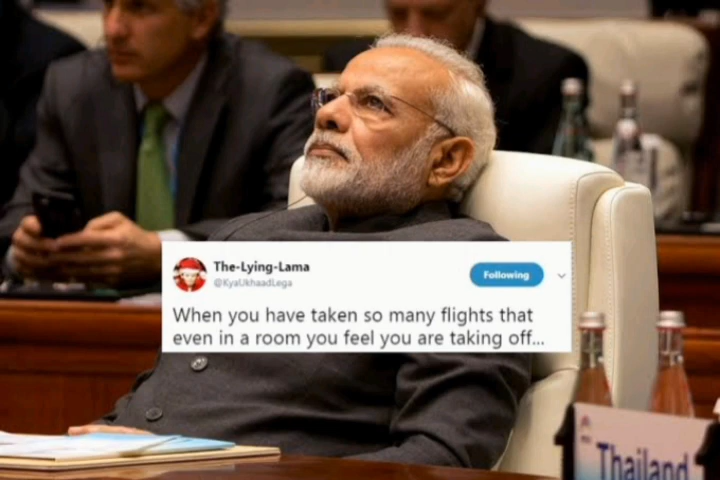 The-Lying-Lama
@KyaUkhaadLega
Following
When you have taken so many flights that
even in a room you feel you are taking off...
Thailand